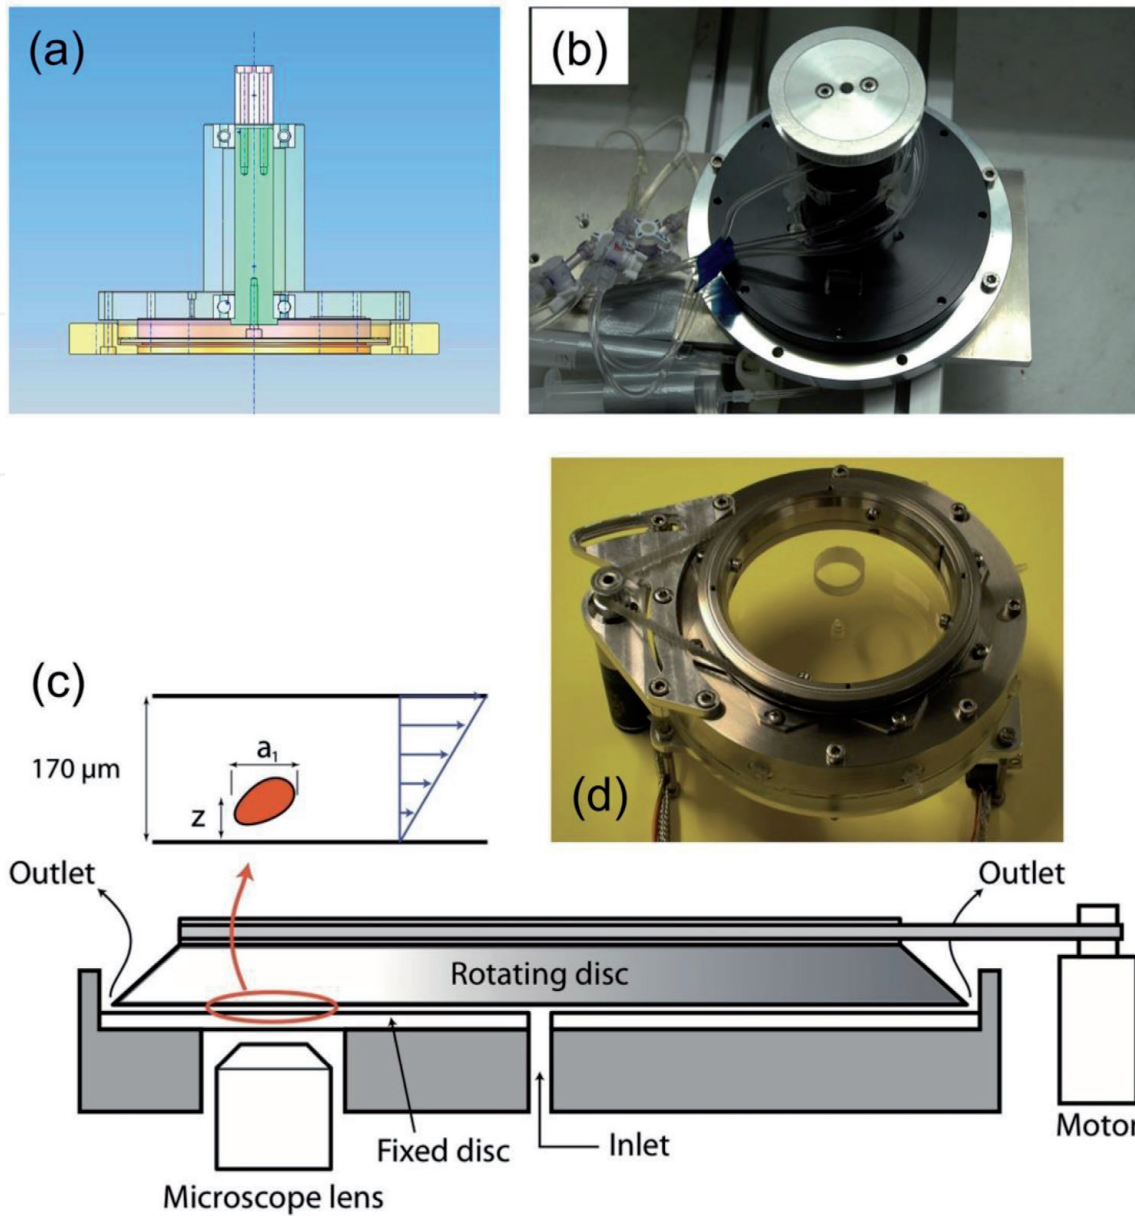 (a)
(b)
(c)
170 μm
a1
z
(d)
Outlet
Outlet
Rotating disc
Fixed disc
Inlet
Motor
Microscope lens